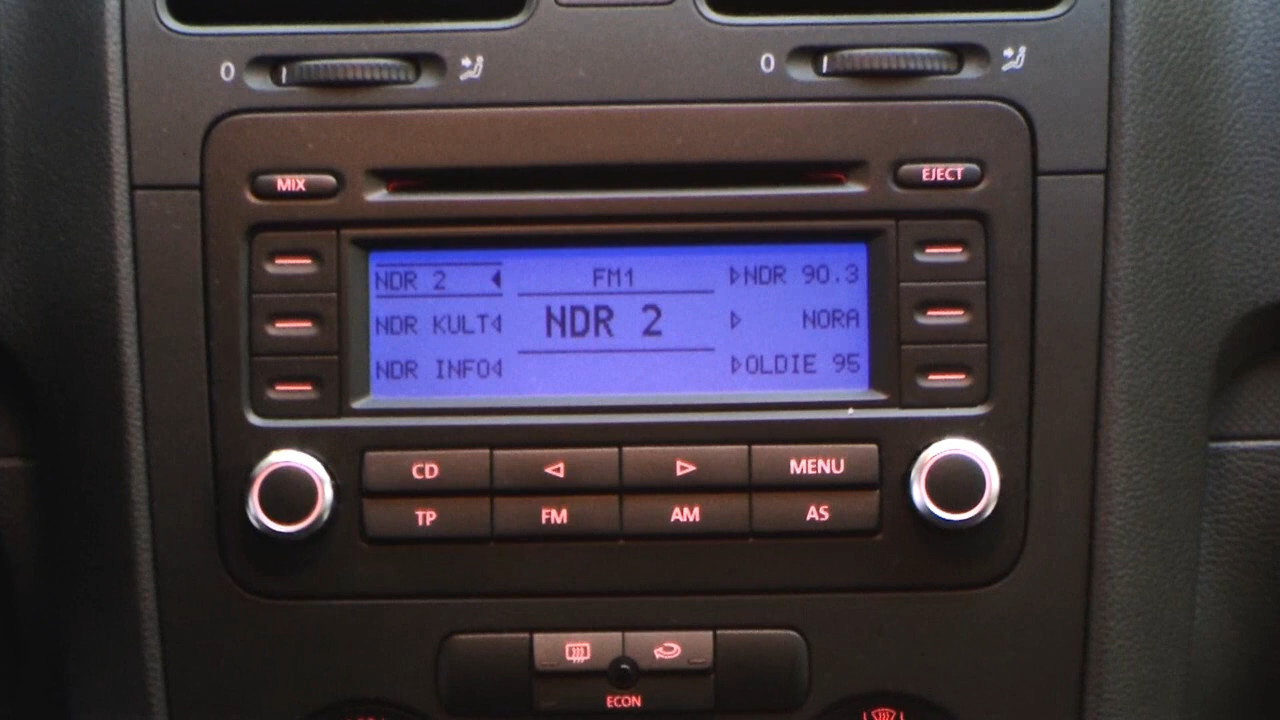 0
0
MIX
EJECT
NDR 2
FM1
NDR 90.3
NDR KULT
NDR 2
NORA
NDR INFO
OLDIE 95
CD
MENU
TP
FM
AM
AS
ECON